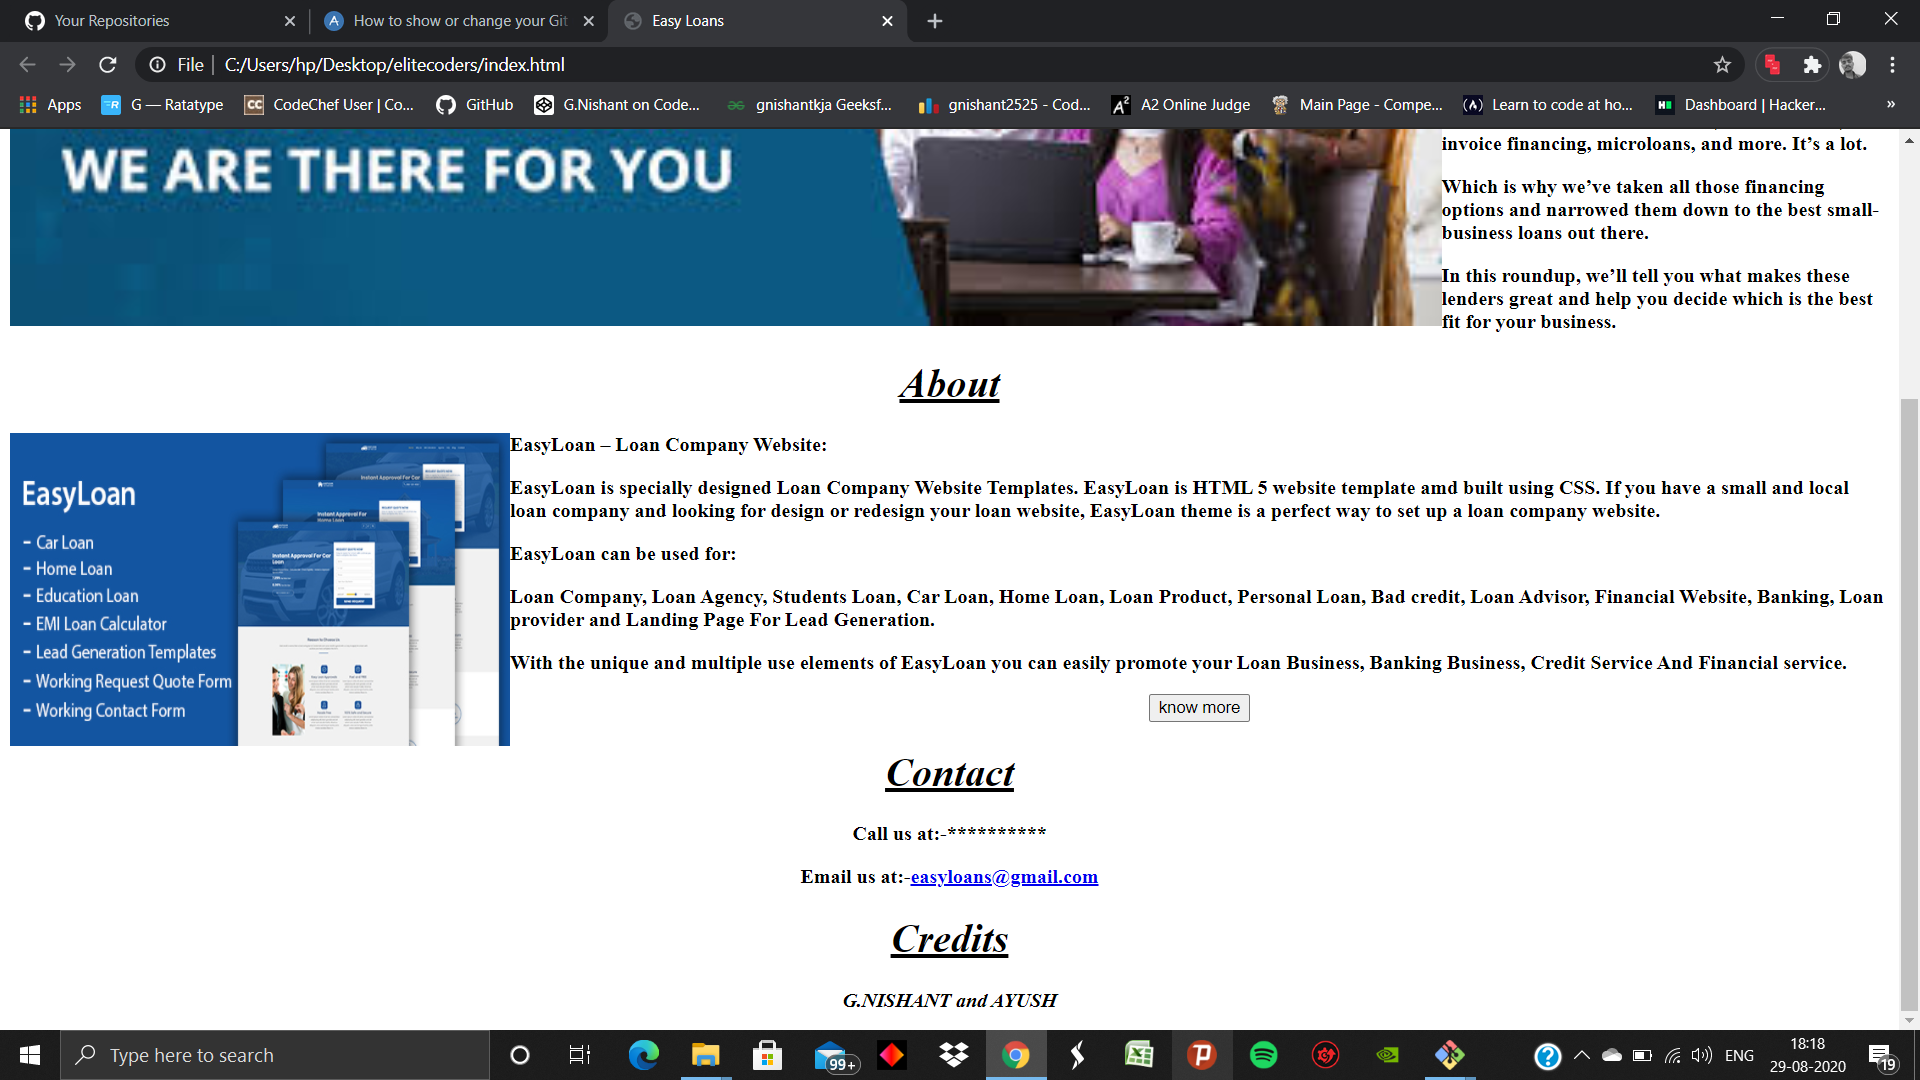 Your Repositories
How to show or change your Git
Easy Loans
File
C:/Users/hp/Desktop/elitecoders/index.html
Apps
G — Ratatype
CodeChef User | Co...
GitHub
G.Nishant on Code...
gnishantkja Geeksf...
gnishant2525 - Cod...
A2 Online Judge
Main Page - Compe...
Learn to code at ho...
Dashboard | Hacker...
»
WE ARE THERE FOR YOU
invoice financing, microloans, and more. It’s a lot.
Which is why we’ve taken all those financing
options and narrowed them down to the best small-
business loans out there.
In this roundup, we’ll tell you what makes these
lenders great and help you decide which is the best
fit for your business.
About
EasyLoan
- Car Loan
- Home Loan
- Education Loan
- EMI Loan Calculator
- Lead Generation Templates
- Working Request Quote Form
- Working Contact Form
Instant Approval For Car
Loan
EasyLoan – Loan Company Website:
EasyLoan is specially designed Loan Company Website Templates. EasyLoan is HTML 5 website template amd built using CSS. If you have a small and local
loan company and looking for design or redesign your loan website, EasyLoan theme is a perfect way to set up a loan company website.
EasyLoan can be used for:
Loan Company, Loan Agency, Students Loan, Car Loan, Home Loan, Loan Product, Personal Loan, Bad credit, Loan Advisor, Financial Website, Banking, Loan
provider and Landing Page For Lead Generation.
With the unique and multiple use elements of EasyLoan you can easily promote your Loan Business, Banking Business, Credit Service And Financial service.
know more
Contact
Call us at:-**********
Email us at:-easyloans@gmail.com
Credits
G.NISHANT and AYUSH
Type here to search
99+
ENG
18:18
29-08-2020
19